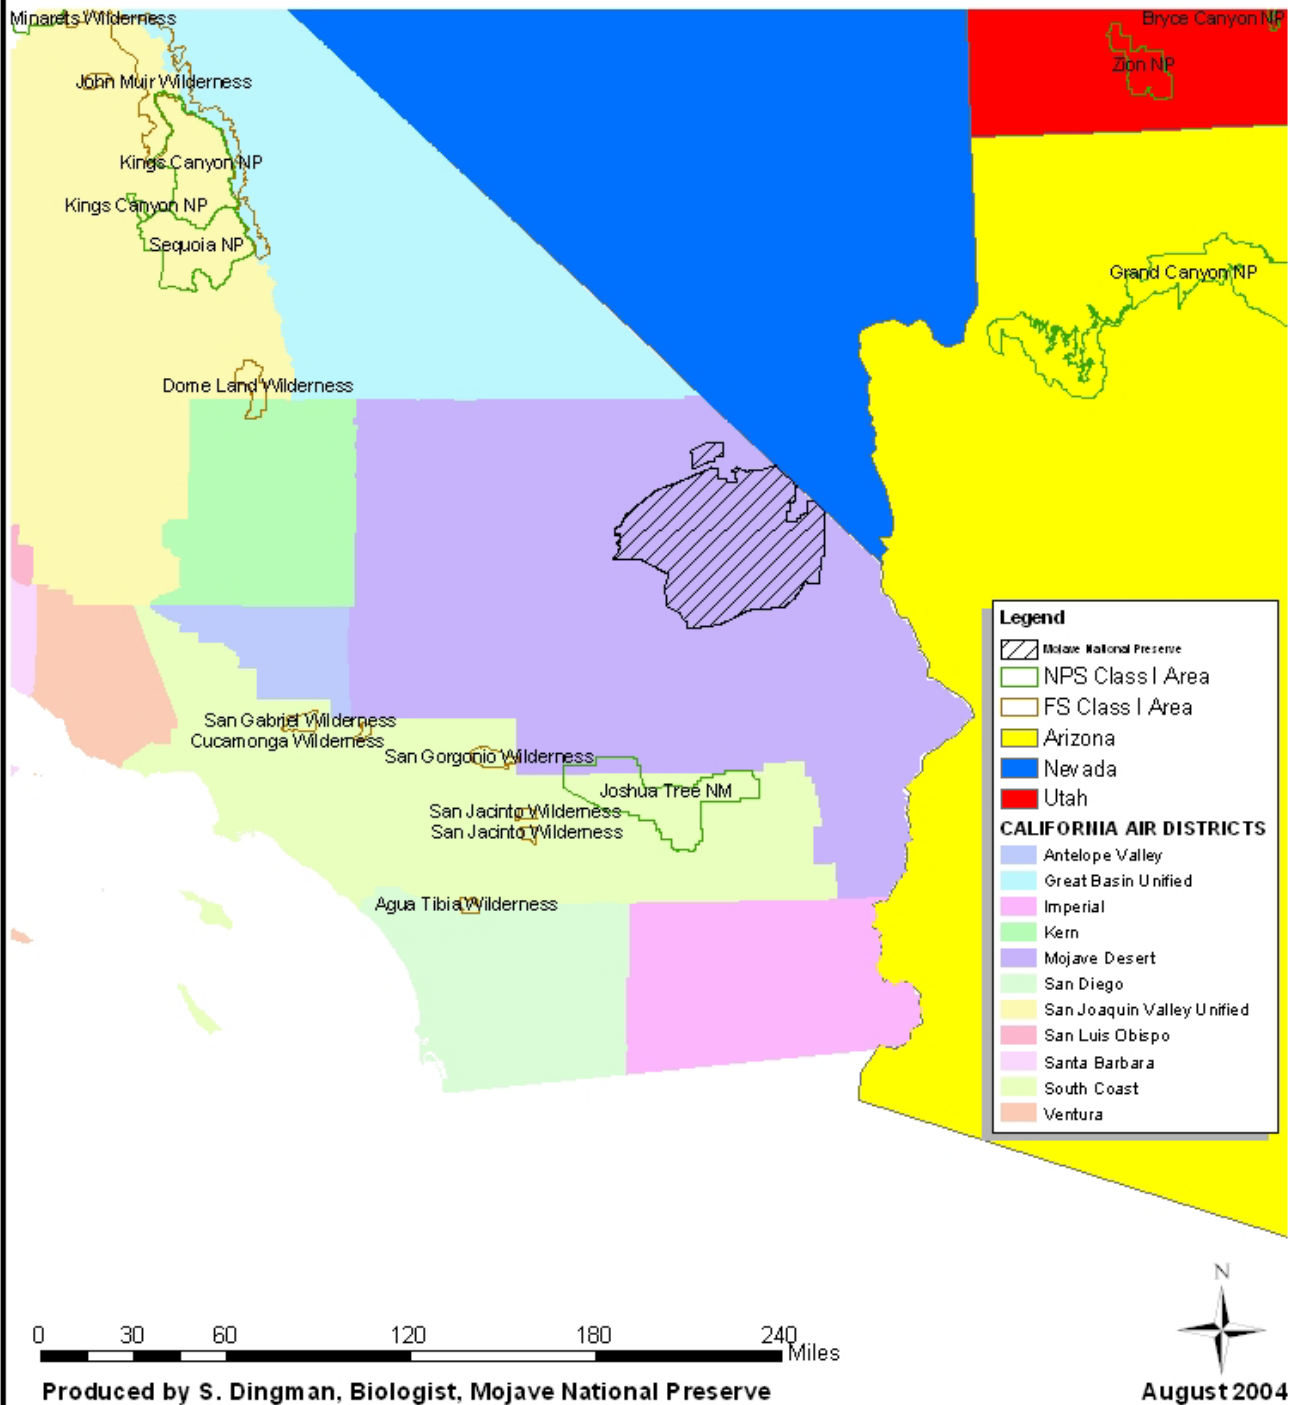 Minarets Wilderness
Bryce Canyon NP
Zion NP
John Muir Wilderness
Kings Canyon NP
Kings Canyon NP
Sequoia NP
Grand Canyon NP
Dome Land Wilderness
San Gabriel Wilderness
Cucamonga Wilderness
San Gorgonio Wilderness
Joshua Tree NM
San Jacinto Wilderness
San Jacinto Wilderness
Agua Tibia Wilderness
Legend
Mojave National Preserve
NPS Class I Area
FS Class I Area
Arizona
Nevada
Utah
CALIFORNIA AIR DISTRICTS
Antelope Valley
Great Basin Unified
Imperial
Kern
Mojave Desert
San Diego
San Joaquin Valley Unified
San Luis Obispo
Santa Barbara
South Coast
Ventura
N
0 30 60 120 180 240
Miles
Produced by S. Dingman, Biologist, Mojave National Preserve
August 2004